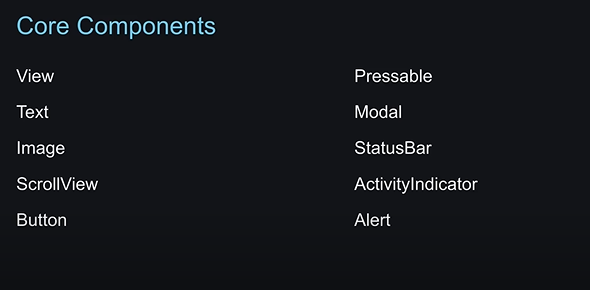 Core Components
View
Text
Image
ScrollView
Button
Pressable
Modal
StatusBar
ActivityIndicator
Alert